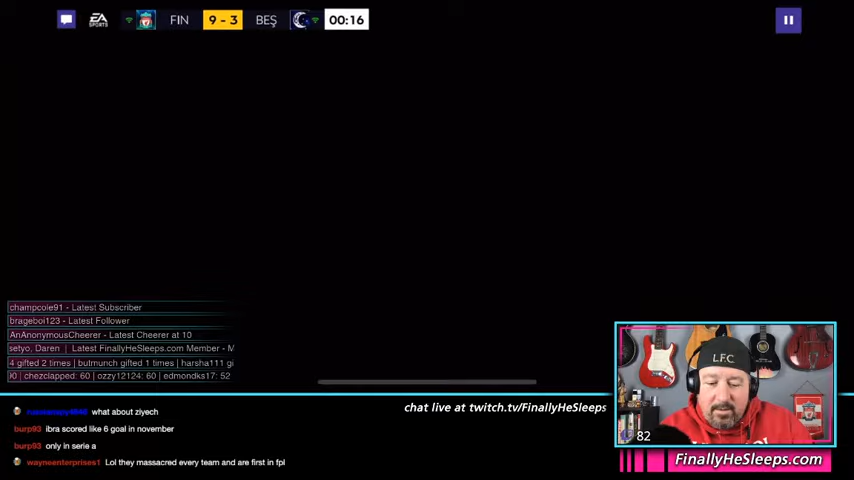 EA SPORTS FIN 9 - 3 BEŞ 00:16
champcole91 - Latest Subscriber
brageboi123 - Latest Follower
AnAnonymousCheerer - Latest Cheerer at 10
setyo, Daren | Latest FinallyHeSleeps.com Member - M
4 gifted 2 times | butmunch gifted 1 times | harsha111 gi
chezclapped: 60 | ozzy12124: 60 | edmondks17: 52
L.F.C.
chat live at twitch.tv/FinallyHeSleeps
what about ziyech
burp93 ibra scored like 6 goal in november
burp93 only in serie a
wayneenterprises1 Lol they massacred every team and are first in fpl
82
FinallyHeSleeps.com